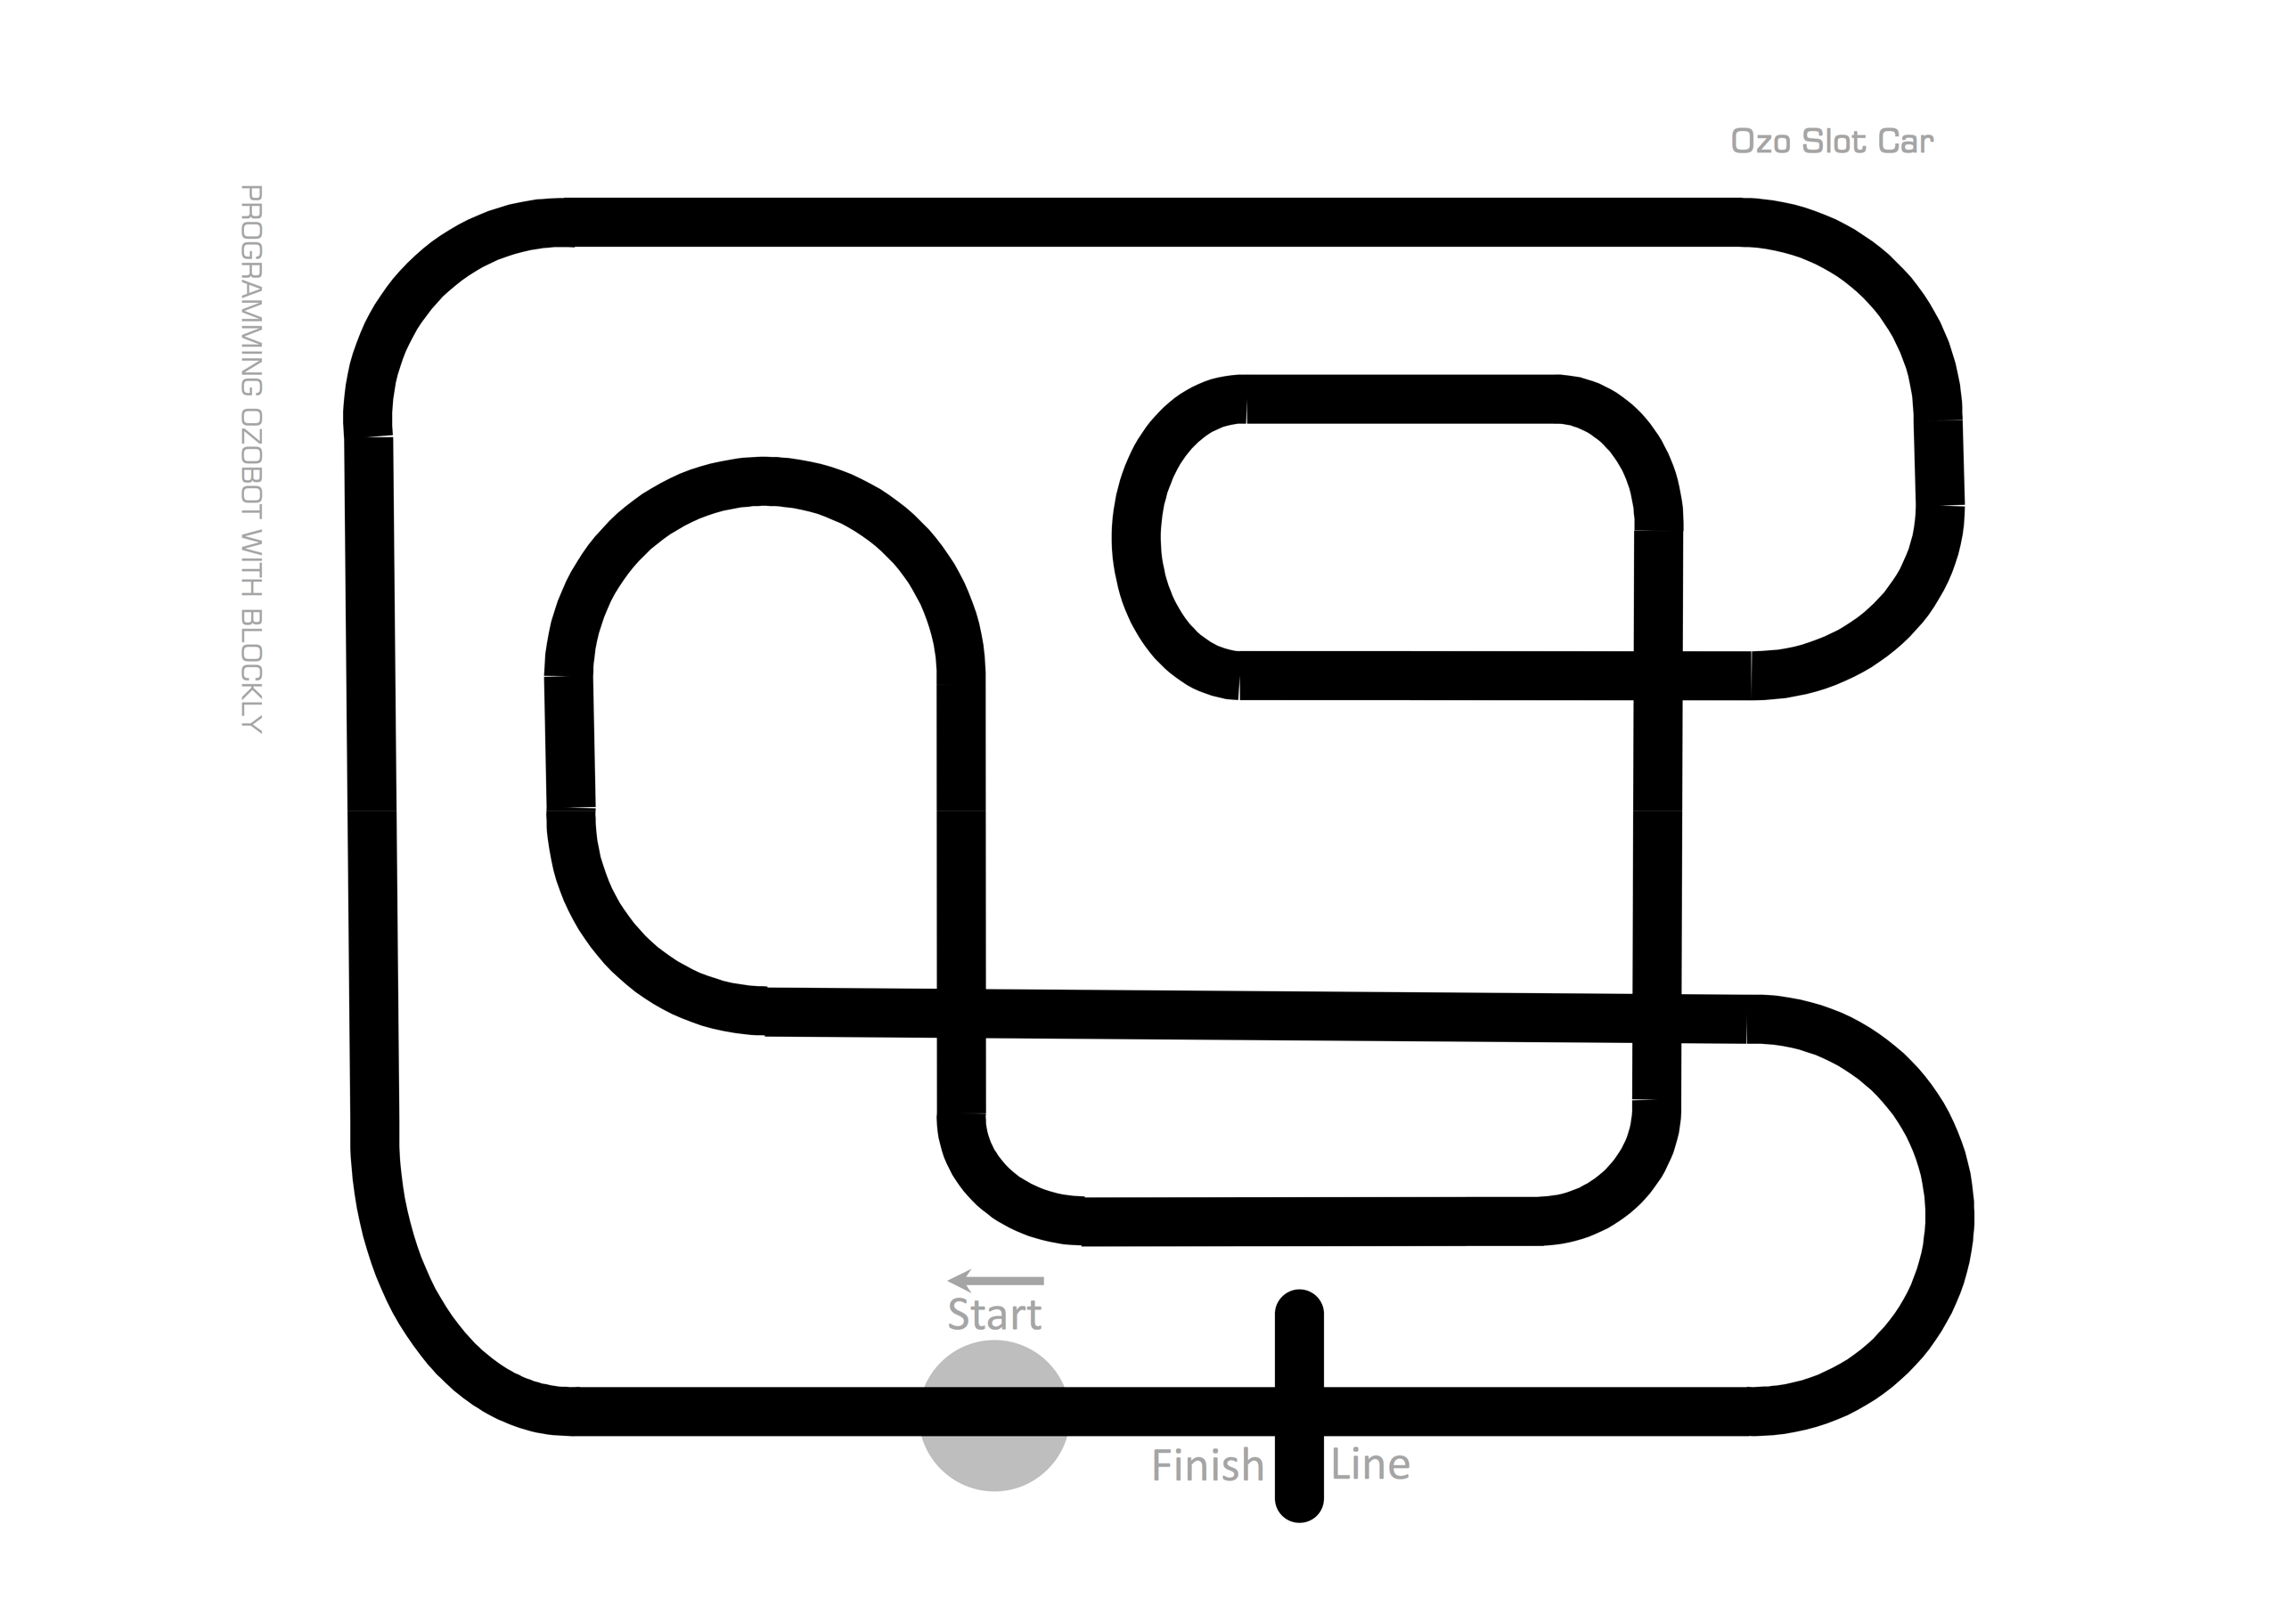 Ozo Slot Car
PROGRAMMING OZOBOT WITH BLOCKLY
Start
Finish Line